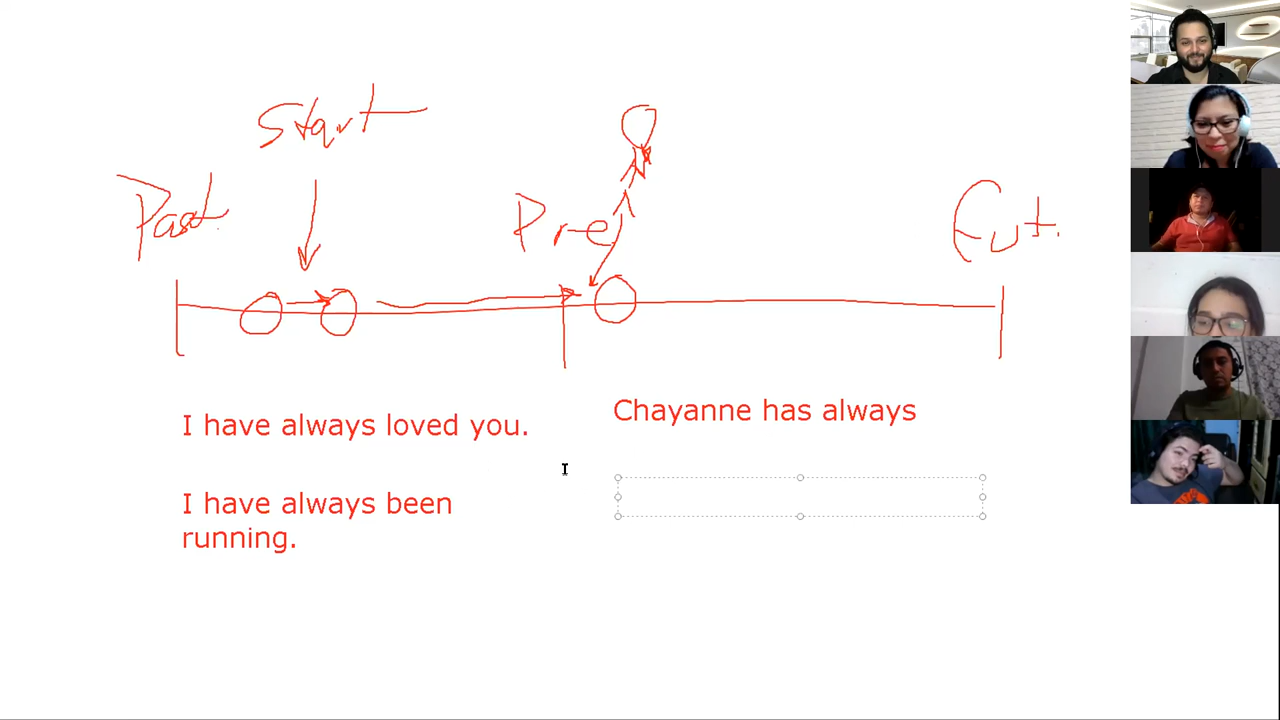 Start
Past
Pre
Fut.
I have always loved you.
Chayanne has always
I have always been
running.